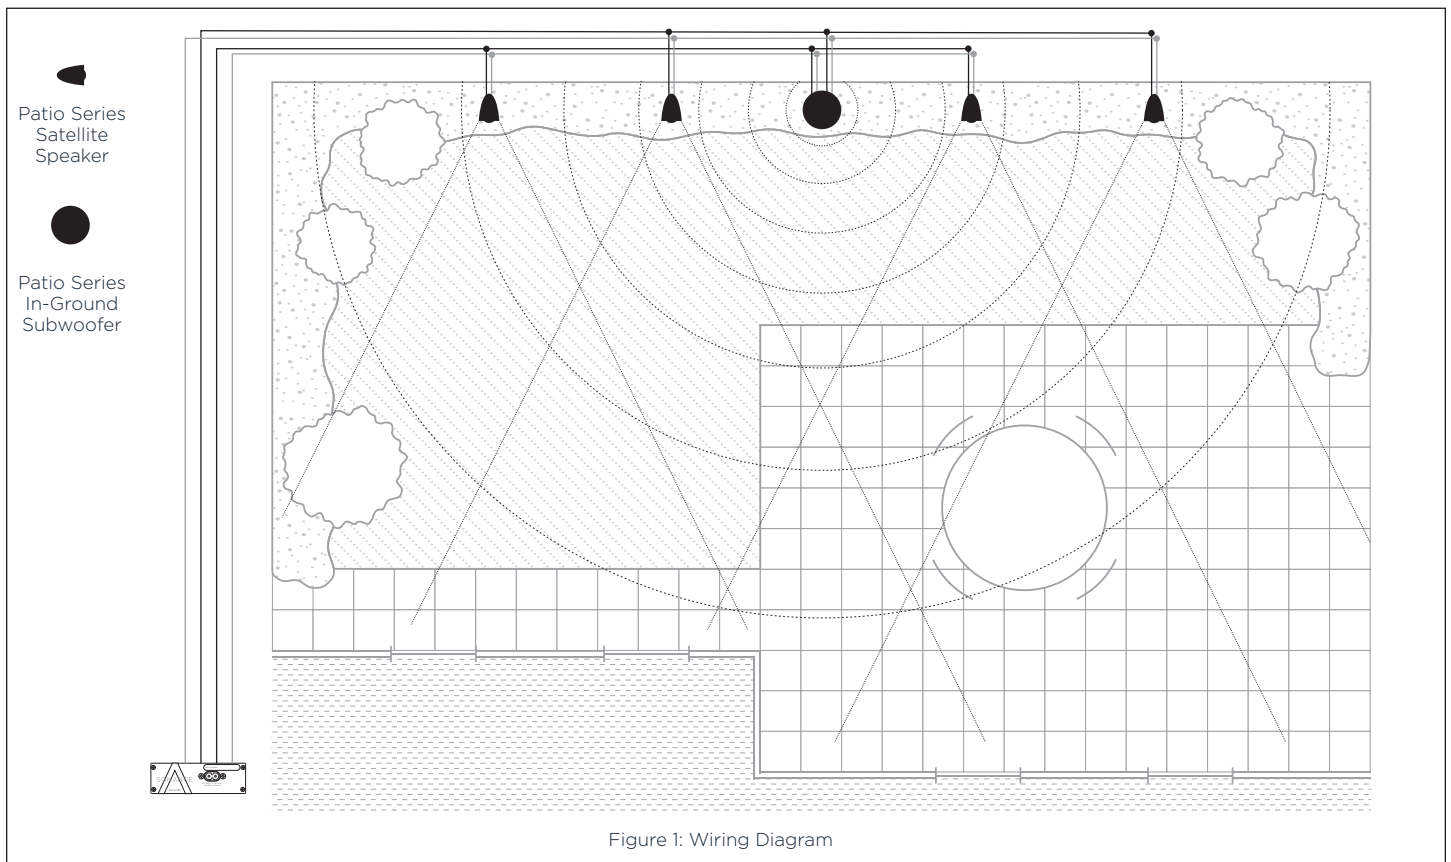 Patio Series
Satellite
Speaker
Patio Series
In-Ground
Subwoofer
Figure 1: Wiring Diagram